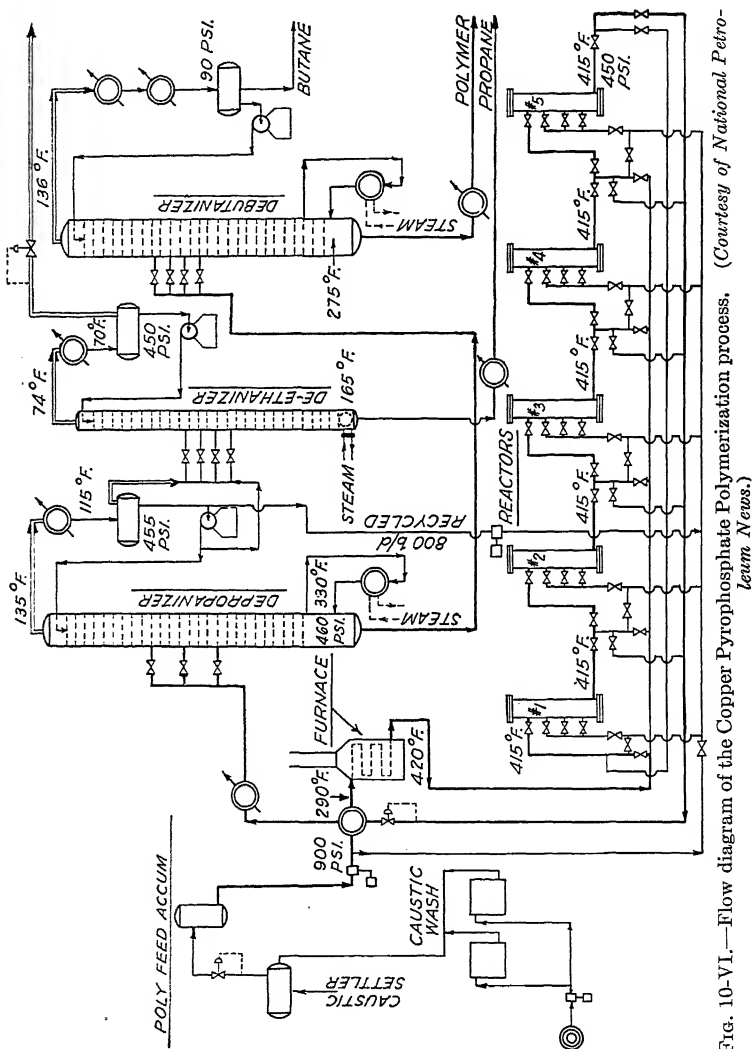 POLY FEED ACCUM
CAUSTIC
SETTLER
CAUSTIC
WASH
900
PSI.
290°F.
FURNACE
420°F.
135°F.
115°F.
455
PSI.
DEPROPANIZER
460
PSI.
330°F.
STEAM
800 b/d
RECYCLED
74°F.
70°F.
450
PSI.
DE-ETHANIZER
165°F.
STEAM
136°F.
90 PSI.
BUTANE
DEBUTANIZER
275°F.
STEAM
POLYMER
PROPANE
REACTORS
415°F.
#1
415°F.
#2
415°F.
#3
415°F.
#4
415°F.
#5
415°F.
450
PSI.
FIG. 10-VI.—Flow diagram of the Copper Pyrophosphate Polymerization process. (Courtesy of National Petro-
leum News.)